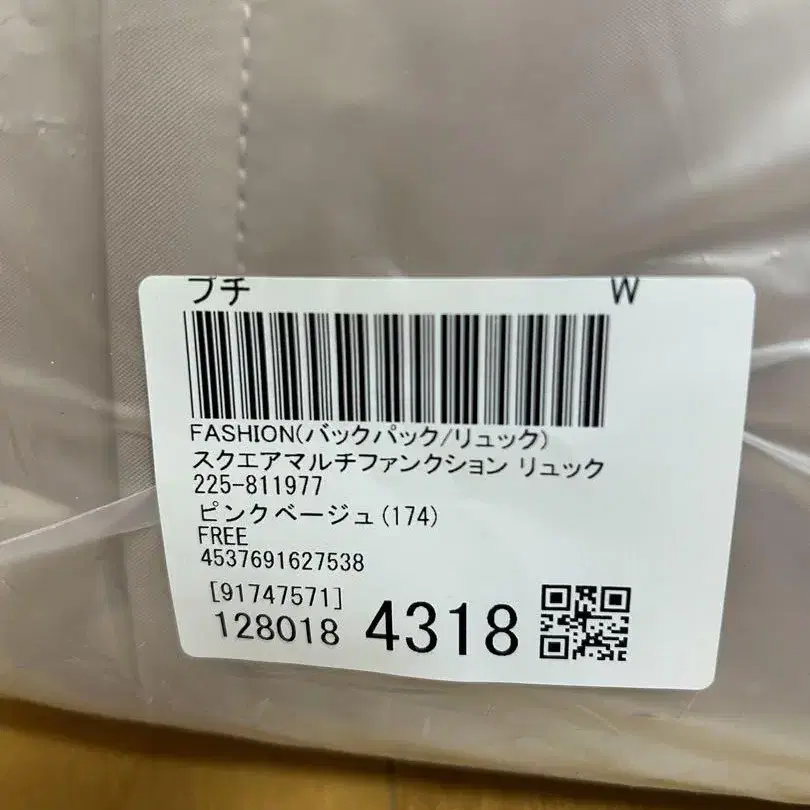 プチ W
FASHION(バックパック/リュック)
スクエアマルチファンクション リュック
225-811977
ピンクベージュ(174)
FREE
4537691627538
[91747571]
128018 4318